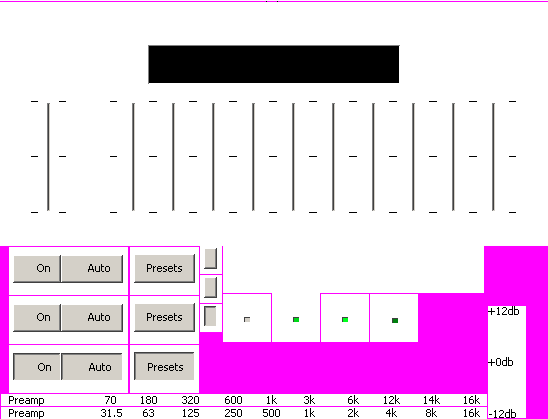 On Auto Presets
On Auto Presets
+12db
On Auto Presets
+0db
Preamp 70 180 320 600 1k 3k 6k 12k 14k 16k
Preamp 31.5 63 125 250 500 1k 2k 4k 8k 16k
-12db